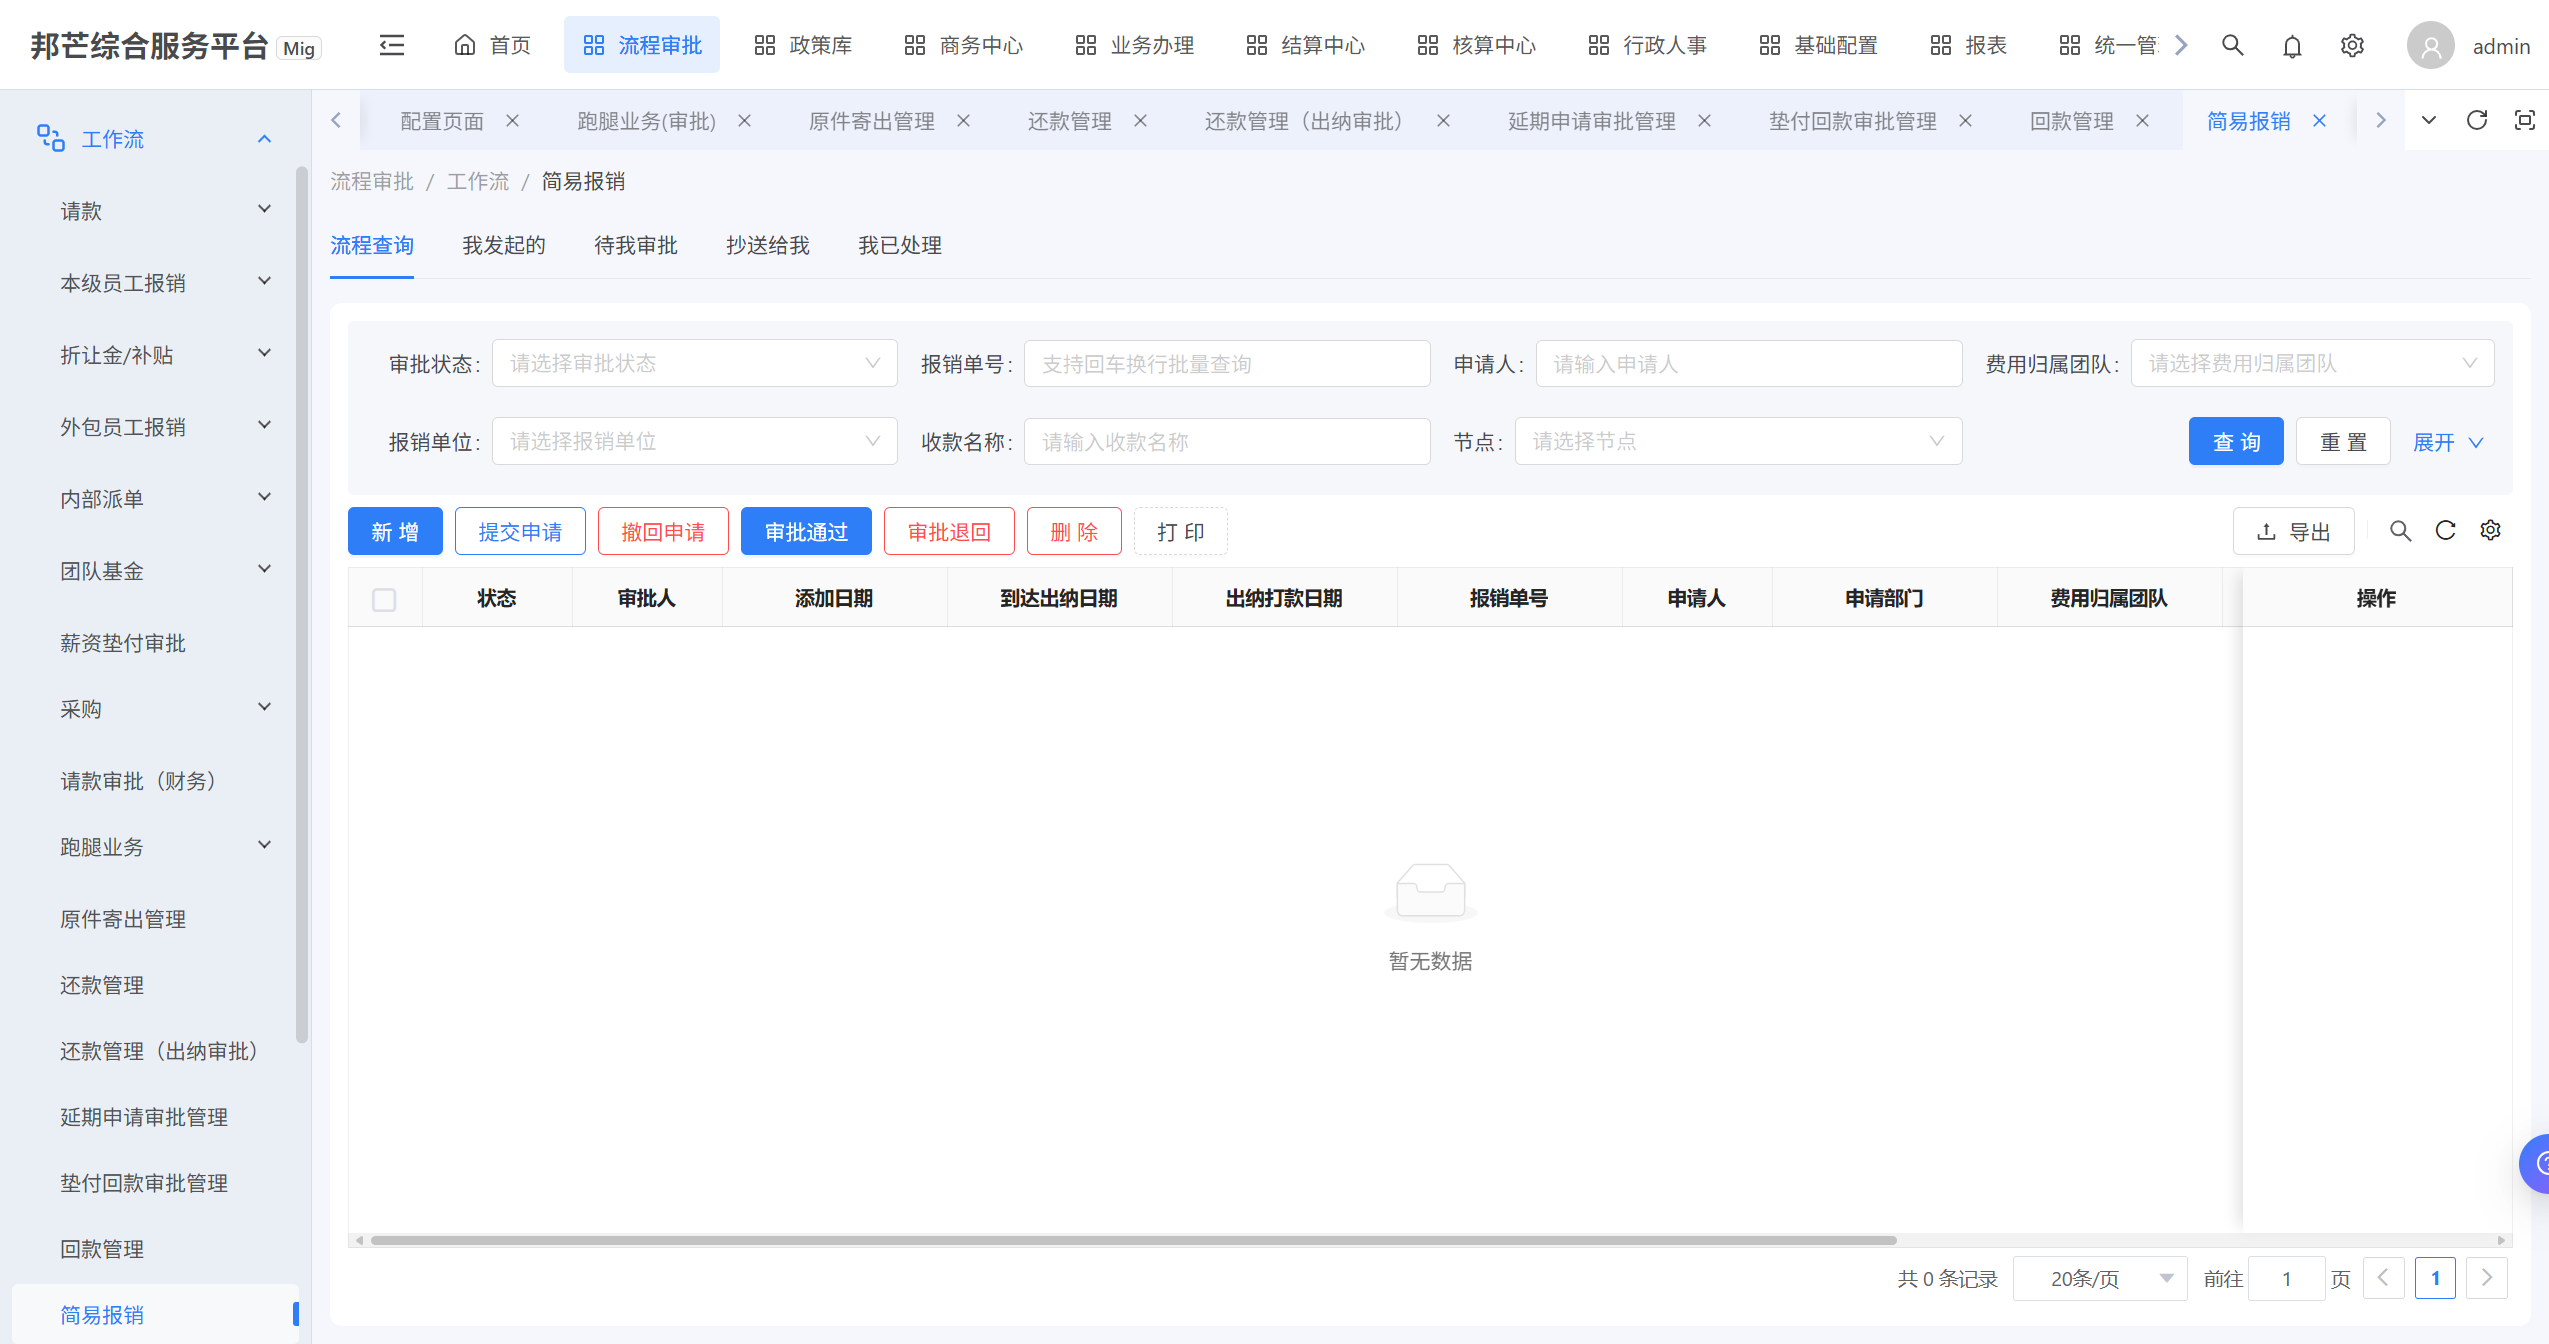 邦芒综合服务平台 Mig 首页 流程审批 政策库 商务中心 业务办理 结算中心 核算中心 行政人事 基础配置 报表 统一管 admin
工作流
请款
本级员工报销
折让金/补贴
外包员工报销
内部派单
团队基金
薪资垫付审批
采购
请款审批（财务）
跑腿业务
原件寄出管理
还款管理
还款管理（出纳审批）
延期申请审批管理
垫付回款审批管理
回款管理
简易报销
配置页面 跑腿业务(审批) 原件寄出管理 还款管理 还款管理（出纳审批） 延期申请审批管理 垫付回款审批管理 回款管理 简易报销
流程审批 / 工作流 / 简易报销
流程查询 我发起的 待我审批 抄送给我 我已处理
审批状态: 请选择审批状态 报销单号: 支持回车换行批量查询 申请人: 请输入申请人 费用归属团队: 请选择费用归属团队
报销单位: 请选择报销单位 收款名称: 请输入收款名称 节点: 请选择节点 查 询 重 置 展开
新 增 提交申请 撤回申请 审批通过 审批退回 删 除 打 印 导出
状态 审批人 添加日期 到达出纳日期 出纳打款日期 报销单号 申请人 申请部门 费用归属团队 操作
暂无数据
共 0 条记录 20条/页 前往 1 页 1